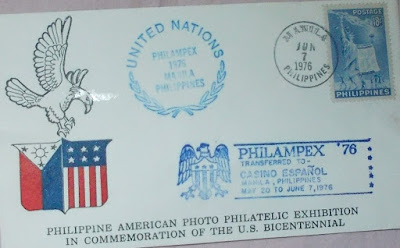 UNITED NATIONS
PHILAMPEX
1976
MANILA
PHILIPPINES
MANILA
JUN
7
1976
PHILIPPINES
POSTAGE
PHILIPPINES
PHILAMPEX '76
TRANSFERRED TO-
CASINO ESPAÑOL
MANILA, PHILIPPINES
MAY 20 TO JUNE 7, 1976
PHILIPPINE AMERICAN PHOTO PHILATELIC EXHIBITION
IN COMMEMORATION OF THE U.S. BICENTENNIAL